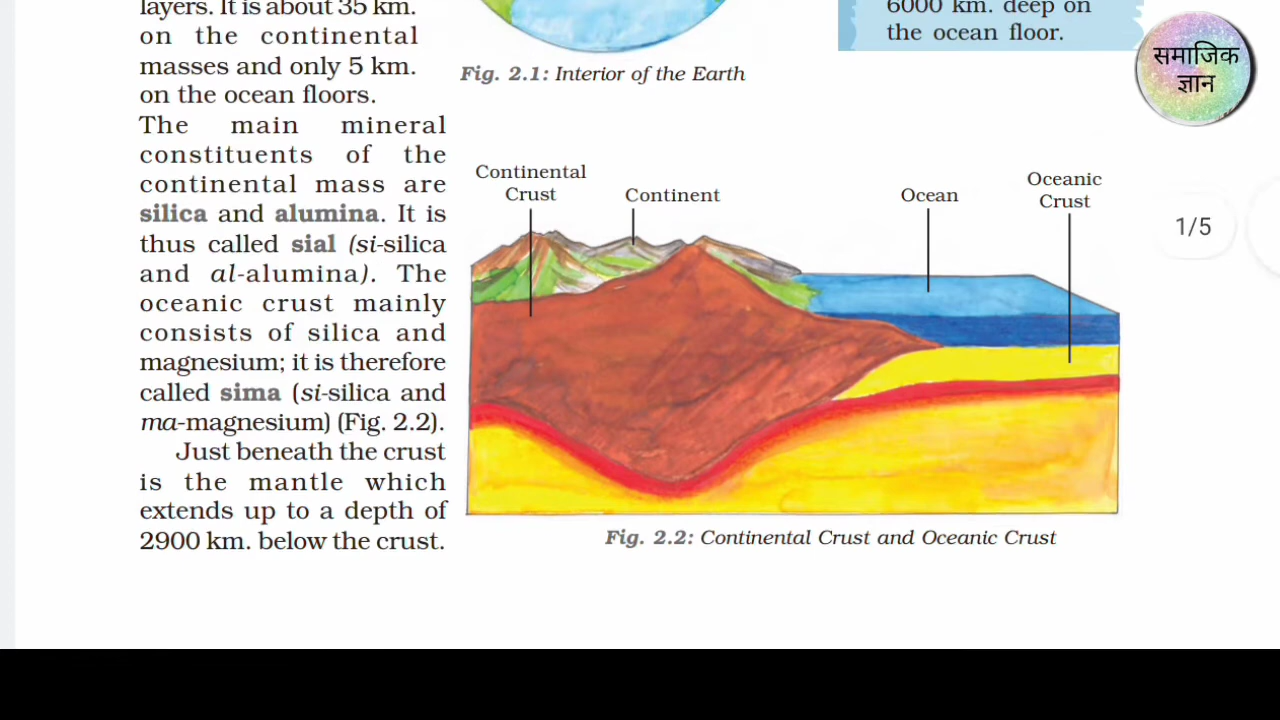 layers. It is about 35 km.
on the continental
masses and only 5 km.
on the ocean floors.
The main mineral
constituents of the
continental mass are
silica and alumina. It is
thus called sial (si-silica
and al-alumina). The
oceanic crust mainly
consists of silica and
magnesium; it is therefore
called sima (si-silica and
ma-magnesium) (Fig. 2.2).
Just beneath the crust
is the mantle which
extends up to a depth of
2900 km. below the crust.
Fig. 2.1: Interior of the Earth
6000 km. deep on
the ocean floor.
समाजिक
ज्ञान
1/5
Continental
Crust
Continent
Ocean
Oceanic
Crust
Fig. 2.2: Continental Crust and Oceanic Crust